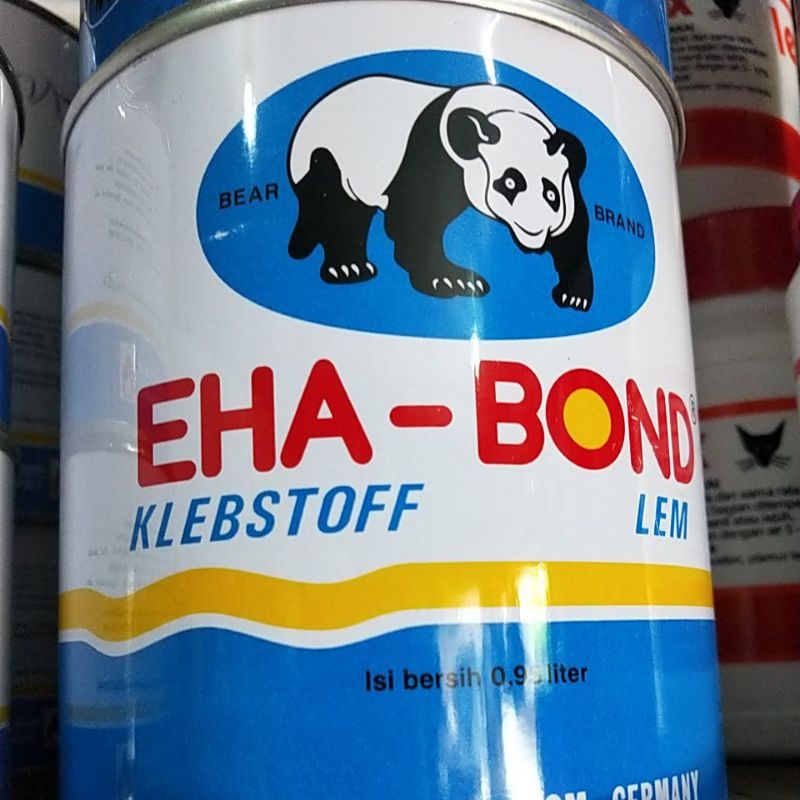 BEAR
BRAND
EHA-BOND®
KLEBSTOFF LEM
Isi bersih 0,95 liter
GERMANY